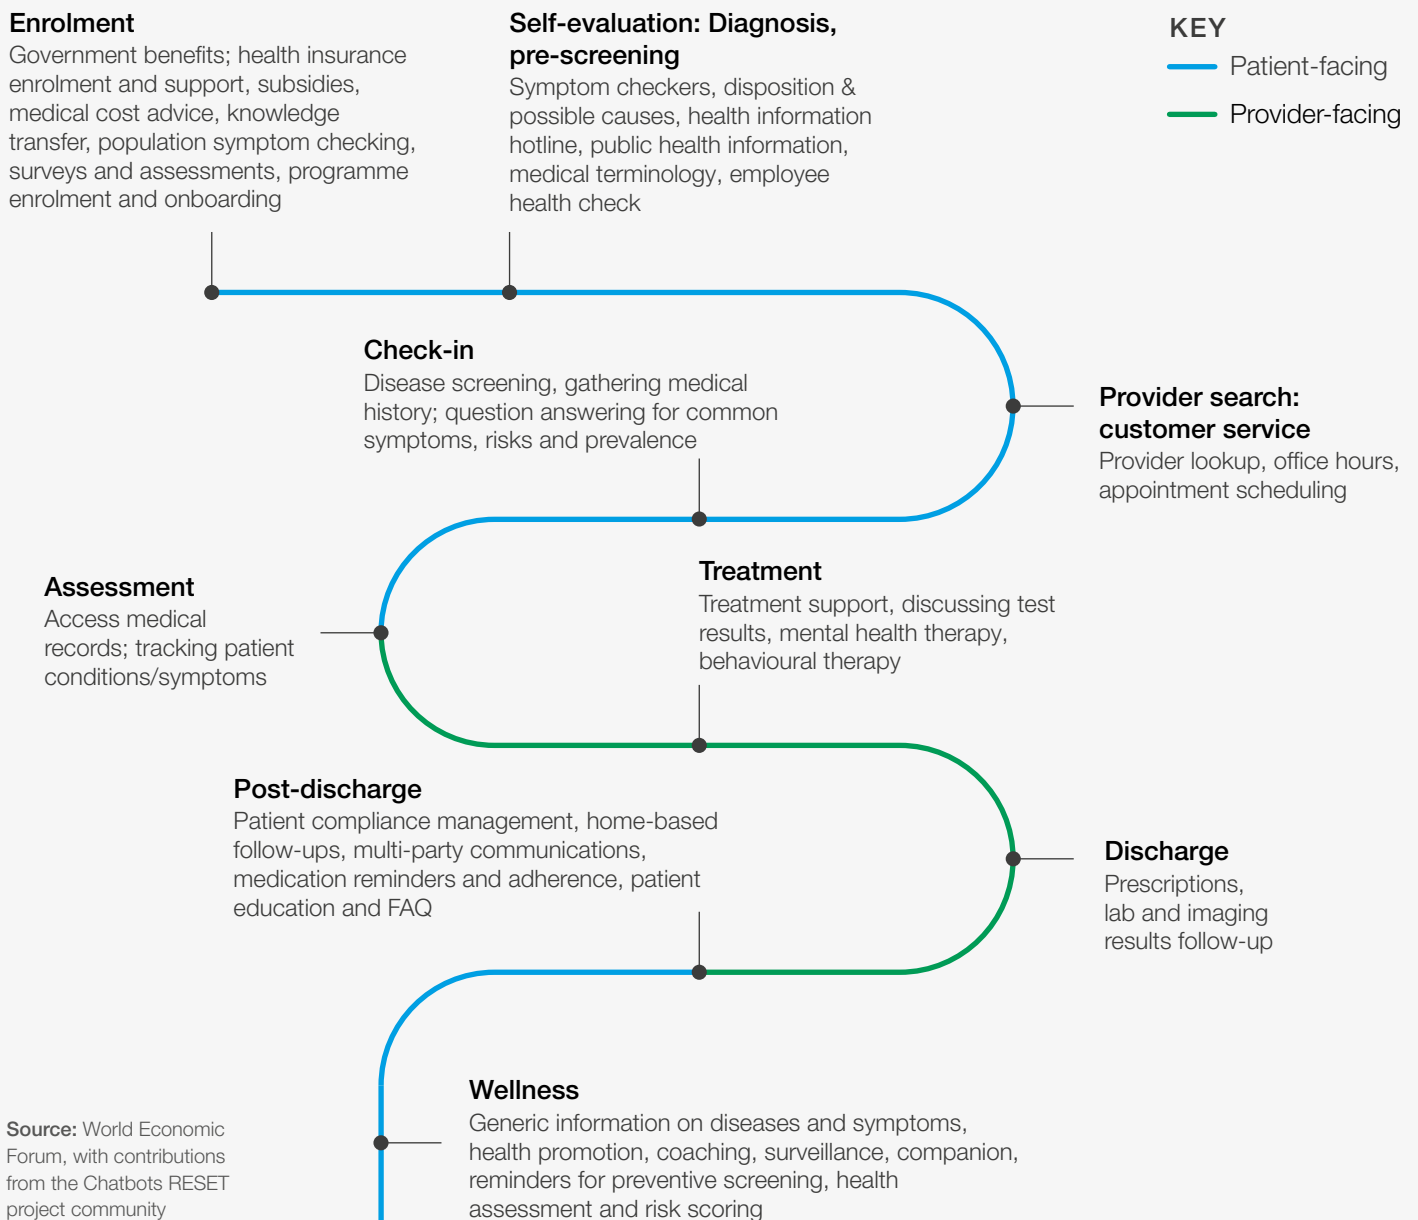 Enrolment
Government benefits; health insurance
enrolment and support, subsidies,
medical cost advice, knowledge
transfer, population symptom checking,
surveys and assessments, programme
enrolment and onboarding
Self-evaluation: Diagnosis,
pre-screening
Symptom checkers, disposition &
possible causes, health information
hotline, public health information,
medical terminology, employee
health check
KEY
Patient-facing
Provider-facing
Check-in
Disease screening, gathering medical
history; question answering for common
symptoms, risks and prevalence
Provider search:
customer service
Provider lookup, office hours,
appointment scheduling
Assessment
Access medical
records; tracking patient
conditions/symptoms
Treatment
Treatment support, discussing test
results, mental health therapy,
behavioural therapy
Post-discharge
Patient compliance management, home-based
follow-ups, multi-party communications,
medication reminders and adherence, patient
education and FAQ
Discharge
Prescriptions,
lab and imaging
results follow-up
Wellness
Generic information on diseases and symptoms,
health promotion, coaching, surveillance, companion,
reminders for preventive screening, health
assessment and risk scoring
Source: World Economic
Forum, with contributions
from the Chatbots RESET
project community